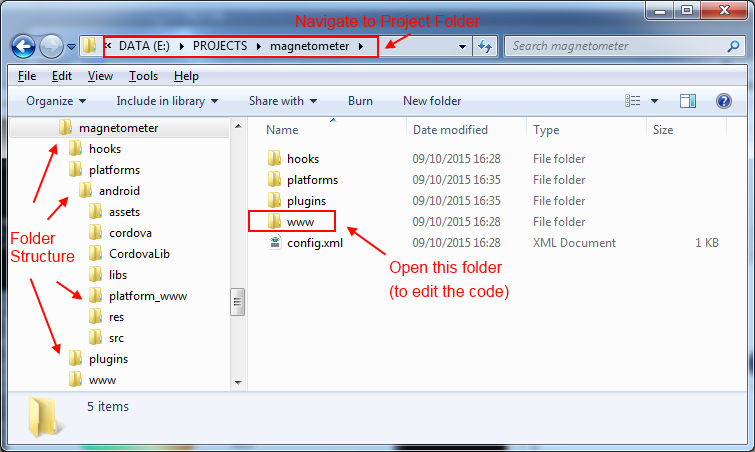 Navigate to Project Folder
« DATA (E:) PROJECTS magnetometer
Search magnetometer
File Edit View Tools Help
Organize Include in library Share with Burn New folder
magnetometer
hooks
platforms
android
assets
cordova
CordovaLib
libs
platform_www
res
src
plugins
www
Folder
Structure
Name Date modified Type Size
hooks 09/10/2015 16:28 File folder
platforms 09/10/2015 16:35 File folder
plugins 09/10/2015 16:35 File folder
www 09/10/2015 16:28 File folder
config.xml 09/10/2015 16:28 XML Document 1 KB
Open this folder
(to edit the code)
5 items